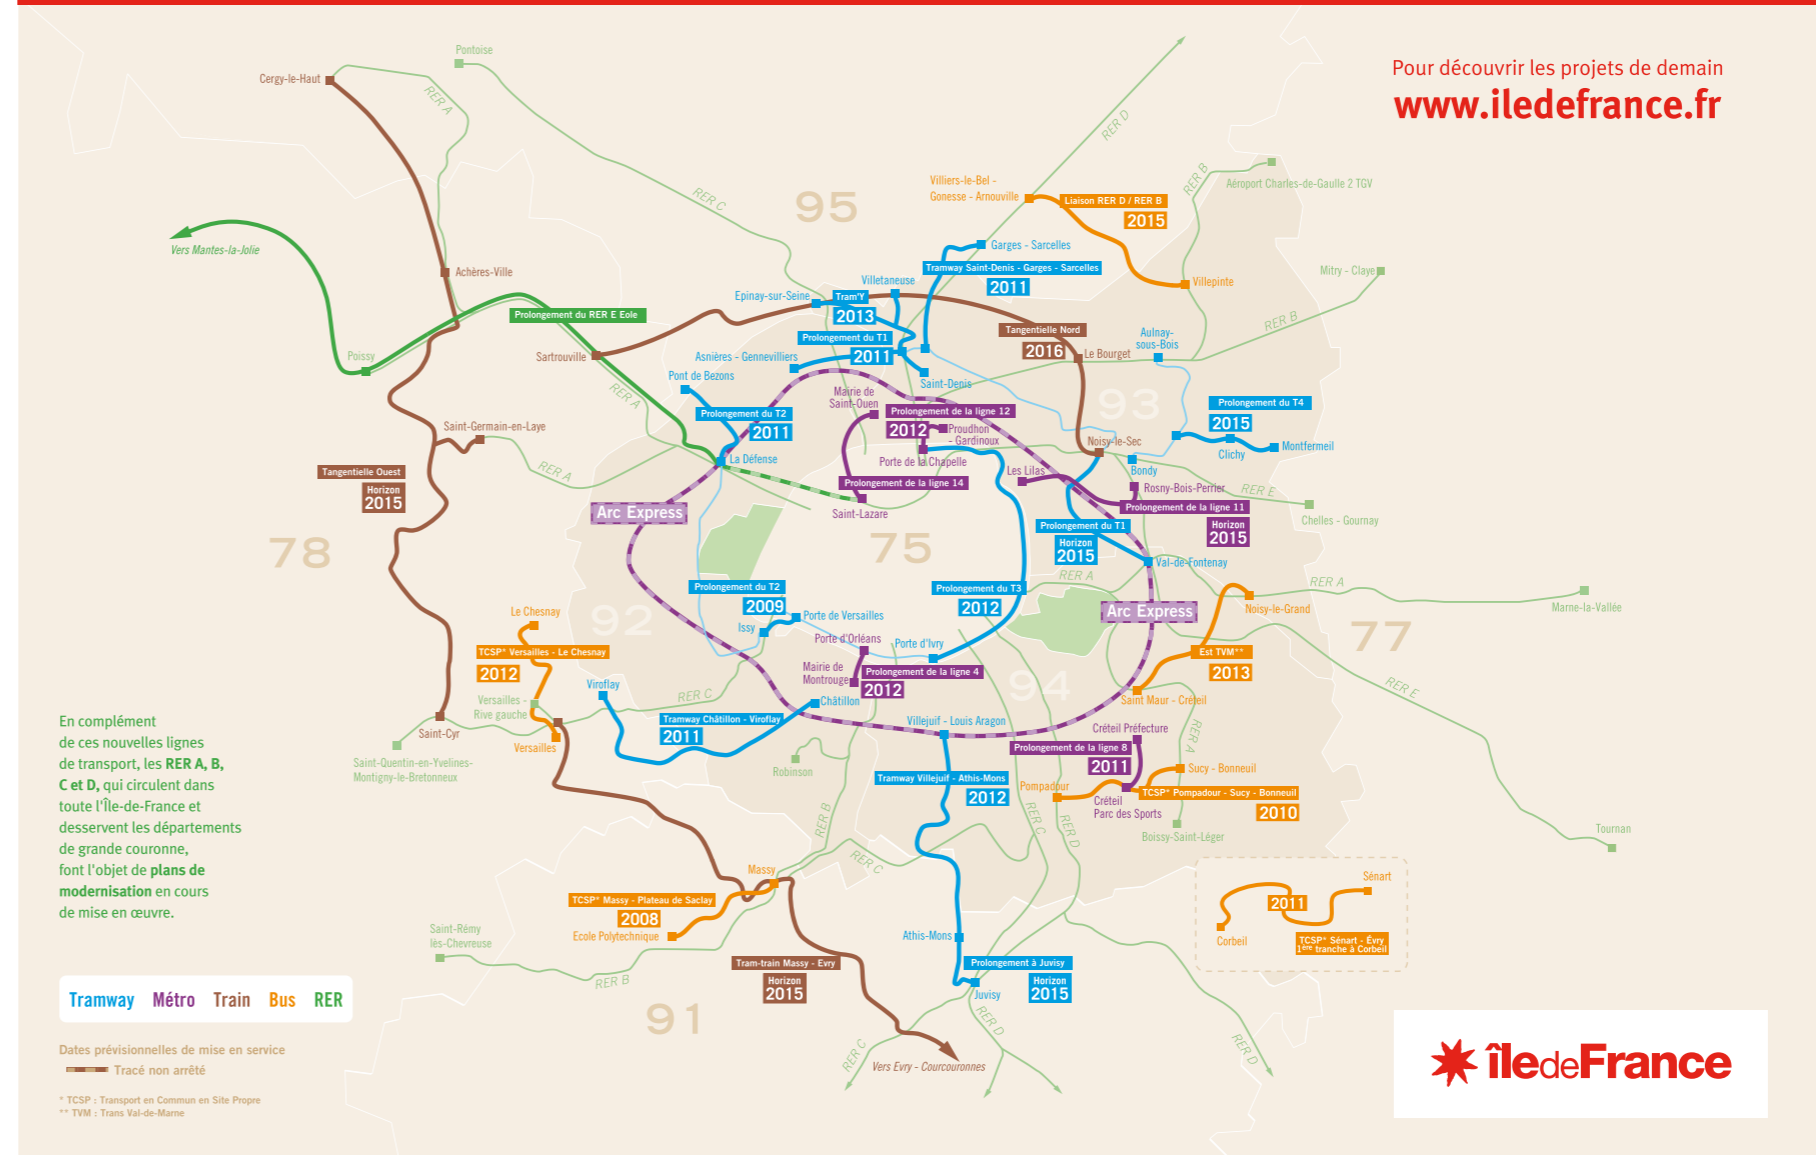 Pour découvrir les projets de demain
www.iledefrance.fr
Pontoise
Cergy-le-Haut
RER A
RER D
RER C
95
Villiers-le-Bel -
Gonesse - Arnouville
RER B
Aéroport Charles-de-Gaulle 2 TGV
Liaison RER D / RER B
2015
Vers Mantes-la-Jolie
Garges - Sarcelles
Achères-Ville
Tramway Saint-Denis - Garges - Sarcelles
2011
Mitry - Claye
Villetaneuse
Villepinte
Epinay-sur-Seine
Tram'Y
2013
Prolongement du RER E Eole
RER B
Tangentielle Nord
2016
Aulnay-
sous-Bois
Prolongement du T1
2011
Le Bourget
Poissy
Sartrouville
Asnières - Gennevilliers
Pont de Bezons
Saint-Denis
RER A
Mairie de
Saint-Ouen
93
Prolongement du T4
2015
Prolongement du T2
2011
Prolongement de la ligne 12
2012
Proudhon
- Gardinoux
Saint-Germain-en-Laye
Noisy-le-Sec
Montfermeil
Clichy
La Défense
Porte de la Chapelle
Les Lilas
Bondy
RER A
Tangentielle Ouest
Horizon
2015
Prolongement de la ligne 14
Rosny-Bois-Perrier
RER E
Arc Express
Saint-Lazare
Prolongement de la ligne 11
Horizon
2015
Chelles - Gournay
Prolongement du T1
Horizon
2015
78
75
Val-de-Fontenay
RER A
RER A
Prolongement du T2
2009
Prolongement du T3
2012
Marne-la-Vallée
Le Chesnay
92
Issy
Porte de Versailles
Arc Express
Noisy-le-Grand
77
Porte d'Orléans
Porte d'Ivry
TCSP* Versailles - Le Chesnay
2012
Est TVM**
2013
Mairie de
Montrouge
Prolongement de la ligne 4
2012
94
RER E
Viroflay
RER C
Versailles -
Rive gauche
Châtillon
Saint Maur - Créteil
En complément
de ces nouvelles lignes
de transport, les RER A, B,
C et D, qui circulent dans
toute l'Île-de-France et
desservent les départements
de grande couronne,
font l'objet de plans de
modernisation en cours
de mise en œuvre.
Saint-Cyr
Versailles
Tramway Châtillon - Viroflay
2011
Villejuif - Louis Aragon
Créteil Préfecture
RER A
Saint-Quentin-en-Yvelines-
Montigny-le-Bretonneux
Robinson
Prolongement de la ligne 8
2011
Tramway Villejuif - Athis-Mons
2012
Pompadour
Sucy - Bonneuil
Créteil
Parc des Sports
TCSP* Pompadour - Sucy - Bonneuil
2010
RER B
RER C
RER D
Boissy-Saint-Léger
Tournan
RER C
Massy
Sénart
TCSP* Massy - Plateau de Saclay
2008
2011
Ecole Polytechnique
Saint-Rémy
lès-Chevreuse
Athis-Mons
Corbeil
TCSP* Sénart - Évry
1ère tranche à Corbeil
Tram-train Massy - Evry
Horizon
2015
Prolongement à Juvisy
Horizon
2015
RER B
Juvisy
Tramway Métro Train Bus RER
91
RER D
RER C
RER D
Dates prévisionnelles de mise en service
Tracé non arrêté
Vers Evry - Courcouronnes
* TCSP : Transport en Commun en Site Propre
** TVM : Trans Val-de-Marne
île de France